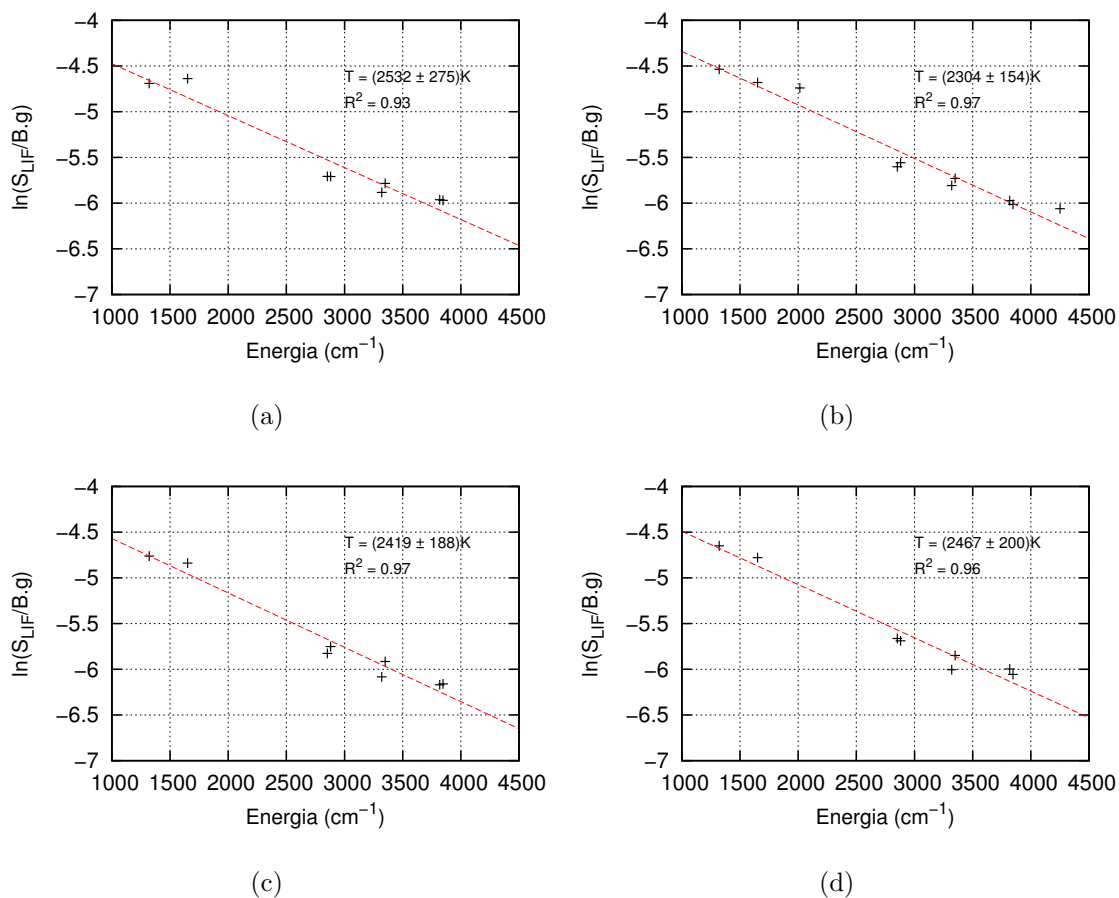 −4
−4.5
−5
−5.5
−6
−6.5
−7
ln(S_LIF/B.g)
T = (2532 ± 275)K
R² = 0.93
1000 1500 2000 2500 3000 3500 4000 4500
Energia (cm⁻¹)
(a)
−4
−4.5
−5
−5.5
−6
−6.5
−7
ln(S_LIF/B.g)
T = (2304 ± 154)K
R² = 0.97
1000 1500 2000 2500 3000 3500 4000 4500
Energia (cm⁻¹)
(b)
−4
−4.5
−5
−5.5
−6
−6.5
−7
ln(S_LIF/B.g)
T = (2419 ± 188)K
R² = 0.97
1000 1500 2000 2500 3000 3500 4000 4500
Energia (cm⁻¹)
(c)
−4
−4.5
−5
−5.5
−6
−6.5
−7
ln(S_LIF/B.g)
T = (2467 ± 200)K
R² = 0.96
1000 1500 2000 2500 3000 3500 4000 4500
Energia (cm⁻¹)
(d)